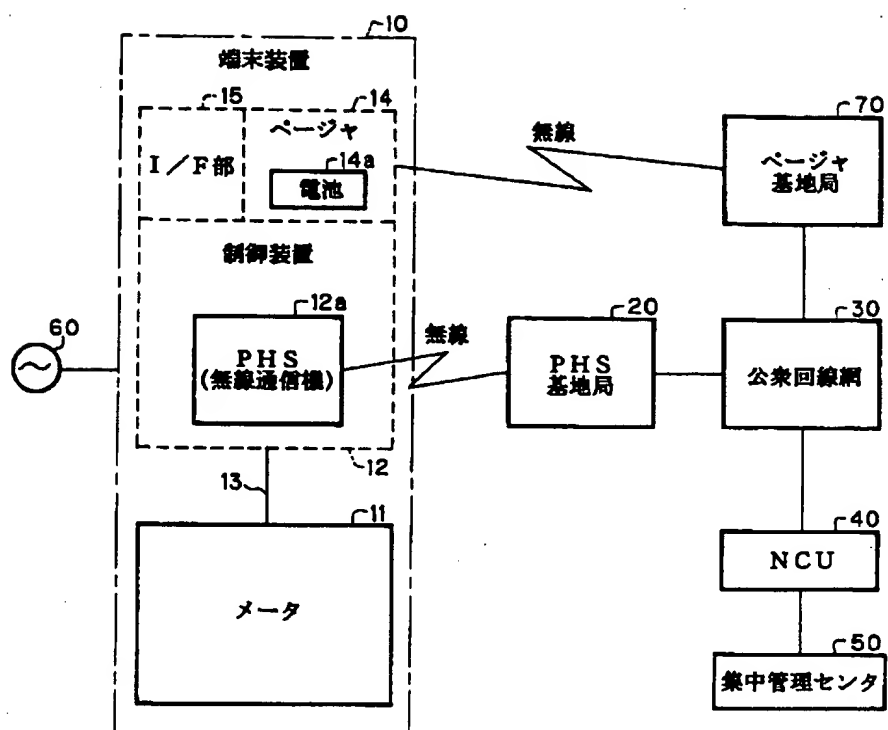 10
端末装置
15
14
ページャ
I/F部
14a
電池
無線
70
ページャ
基地局
制御装置
12a
PHS
(無線通信機)
60
無線
20
PHS
基地局
30
公衆回線網
12
13
11
メータ
40
NCU
50
集中管理センタ